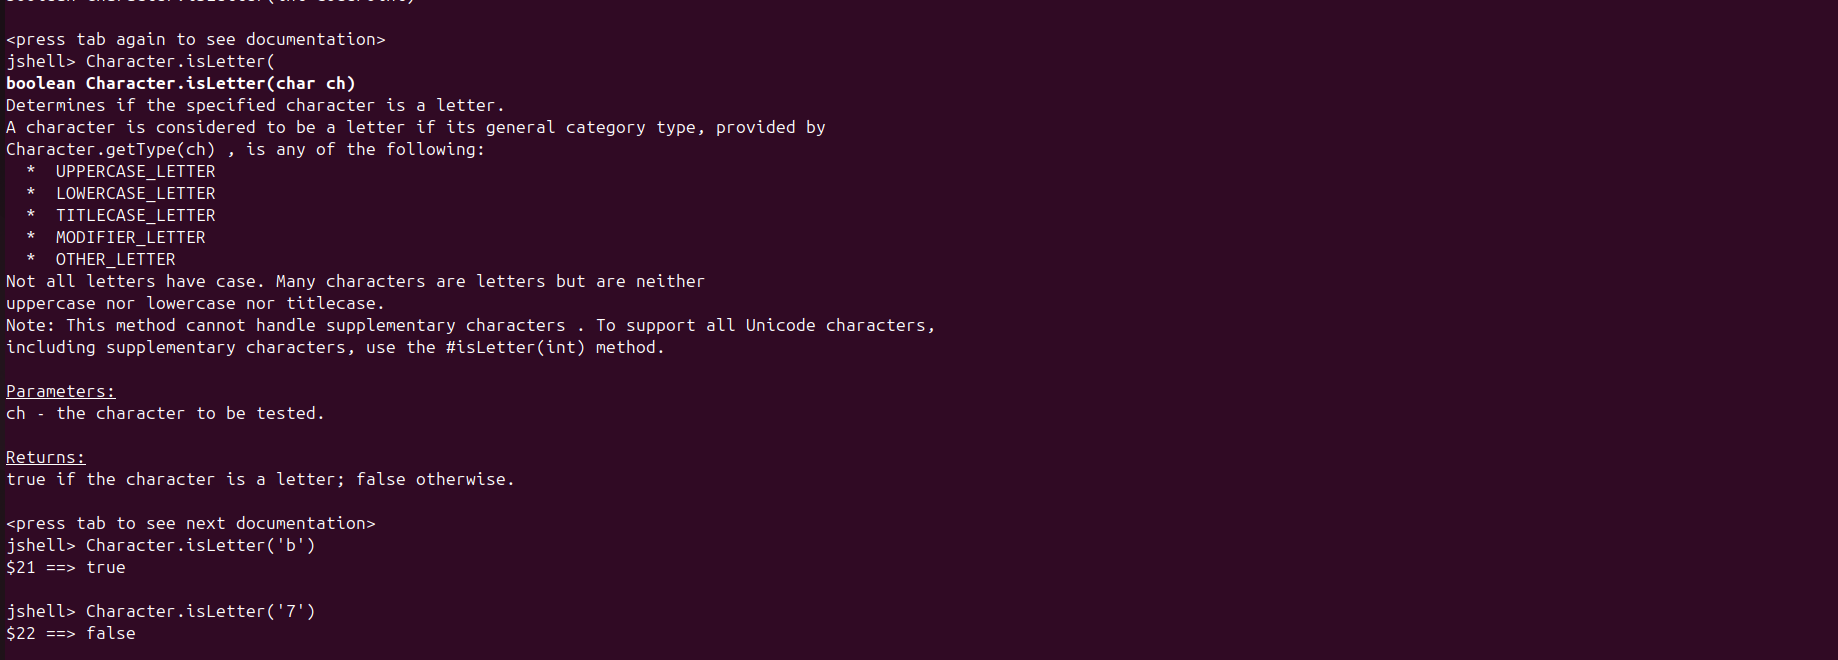 <press tab again to see documentation>
jshell> Character.isLetter(
boolean Character.isLetter(char ch)
Determines if the specified character is a letter.
A character is considered to be a letter if its general category type, provided by
Character.getType(ch) , is any of the following:
  *  UPPERCASE_LETTER
  *  LOWERCASE_LETTER
  *  TITLECASE_LETTER
  *  MODIFIER_LETTER
  *  OTHER_LETTER
Not all letters have case. Many characters are letters but are neither
uppercase nor lowercase nor titlecase.
Note: This method cannot handle supplementary characters . To support all Unicode characters,
including supplementary characters, use the #isLetter(int) method.
Parameters:
ch - the character to be tested.
Returns:
true if the character is a letter; false otherwise.
<press tab to see next documentation>
jshell> Character.isLetter('b')
$21 ==> true
jshell> Character.isLetter('7')
$22 ==> false